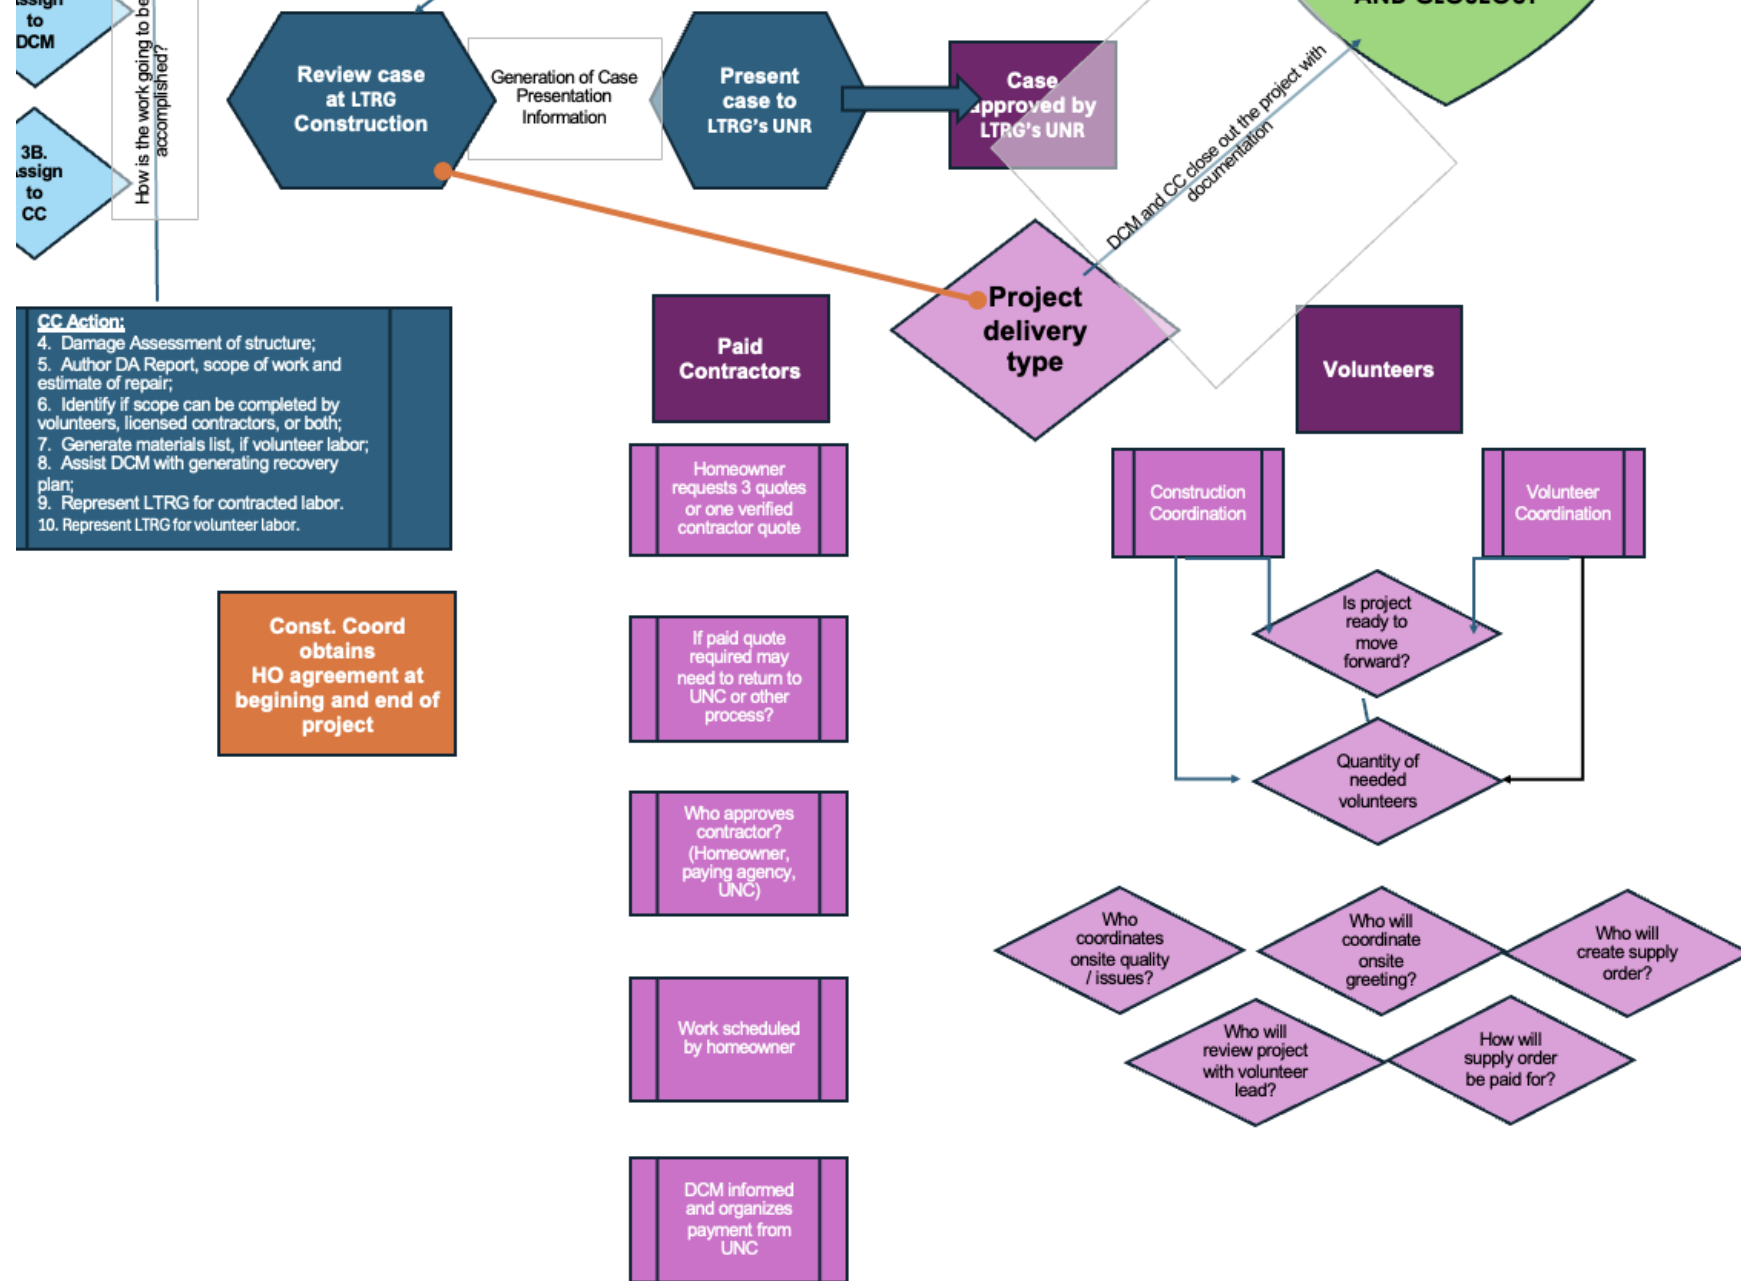 to
DCM
3B.
to
CC
How is the work going to be
accomplished?
Review case
at LTRG
Construction
Generation of Case
Presentation
Information
Present
case to
LTRG's UNR
Case
approved by
LTRG's UNR
AND CLOSEOUT
DCM and CC close out the project with
documentation
Project
delivery
type
CC Action:
4. Damage Assessment of structure;
5. Author DA Report, scope of work and
estimate of repair;
6. Identify if scope can be completed by
volunteers, licensed contractors, or both;
7. Generate materials list, if volunteer labor;
8. Assist DCM with generating recovery
plan;
9. Represent LTRG for contracted labor.
10. Represent LTRG for volunteer labor.
Const. Coord
obtains
HO agreement at
begining and end of
project
Paid
Contractors
Homeowner
requests 3 quotes
or one verified
contractor quote
If paid quote
required may
need to return to
UNC or other
process?
Who approves
contractor?
(Homeowner,
paying agency,
UNC)
Work scheduled
by homeowner
DCM informed
and organizes
payment from
UNC
Volunteers
Construction
Coordination
Volunteer
Coordination
Is project
ready to
move
forward?
Quantity of
needed
volunteers
Who
coordinates
onsite quality
/ issues?
Who will
coordinate
onsite
greeting?
Who will
create supply
order?
Who will
review project
with volunteer
lead?
How will
supply order
be paid for?